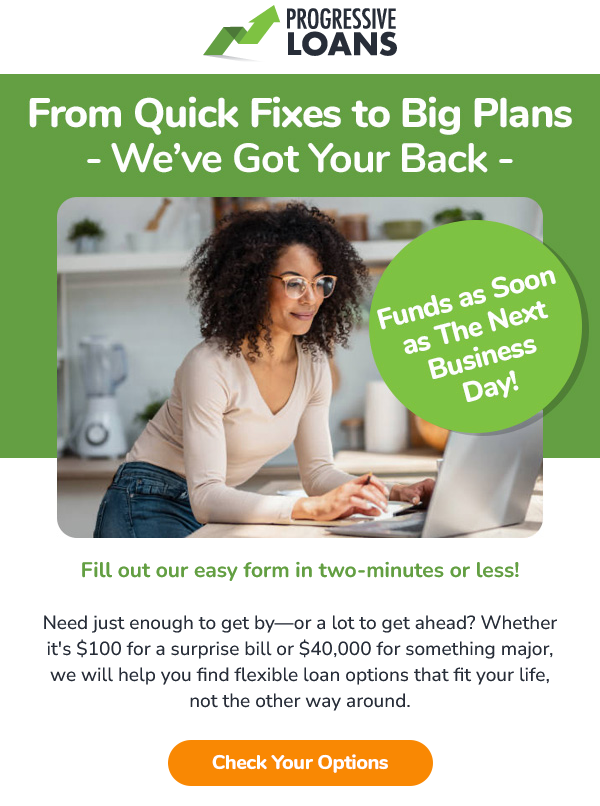 PROGRESSIVE
LOANS
From Quick Fixes to Big Plans
- We’ve Got Your Back -
Funds as Soon
as The Next
Business
Day!
Fill out our easy form in two-minutes or less!
Need just enough to get by—or a lot to get ahead? Whether
it's $100 for a surprise bill or $40,000 for something major,
we will help you find flexible loan options that fit your life,
not the other way around.
Check Your Options